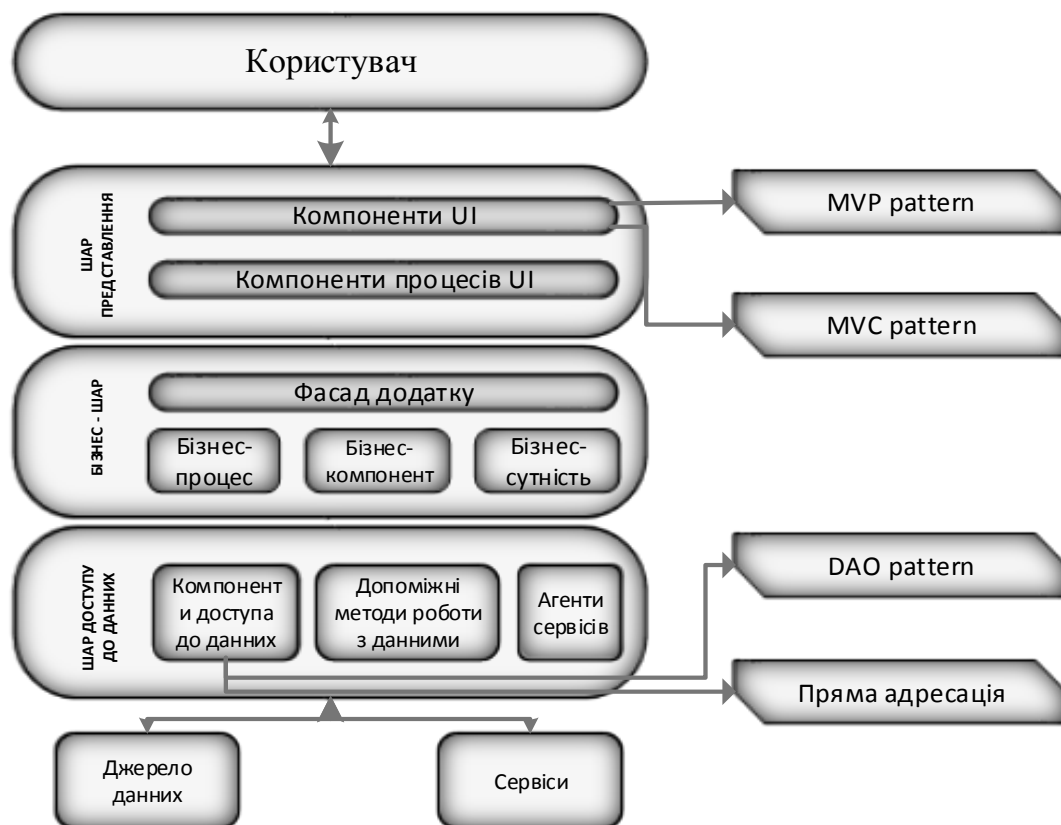 Користувач
ШАР
ПРЕДСТАВЛЕННЯ
Компоненти UI
Компоненти процесів UI
MVP pattern
MVC pattern
БІЗНЕС - ШАР
Фасад додатку
Бізнес-
процес
Бізнес-
компонент
Бізнес-
сутність
ШАР ДОСТУПУ
ДО ДАННИХ
Компонент
и доступа
до данних
Допоміжні
методи роботи
з данними
Агенти
сервісів
DAO pattern
Пряма адресація
Джерело
данних
Сервіси